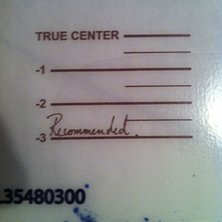 TRUE CENTER
-1
-2
Recommended.
-3
35480300